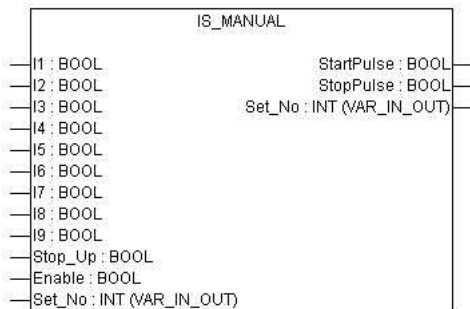 IS_MANUAL
I1 : BOOL
StartPulse : BOOL
I2 : BOOL
StopPulse : BOOL
I3 : BOOL
Set_No : INT (VAR_IN_OUT)
I4 : BOOL
I5 : BOOL
I6 : BOOL
I7 : BOOL
I8 : BOOL
I9 : BOOL
Stop_Up : BOOL
Enable : BOOL
Set_No : INT (VAR_IN_OUT)